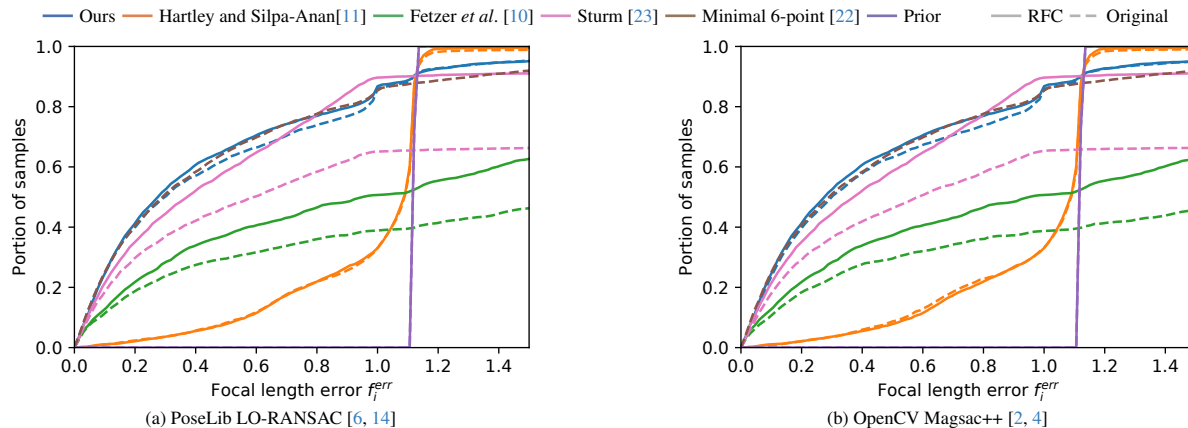 Ours Hartley and Silpa-Anan[11] Fetzer et al. [10] Sturm [23] Minimal 6-point [22] Prior RFC Original
1.0
0.8
0.6
0.4
0.2
0.0
Portion of samples
0.0 0.2 0.4 0.6 0.8 1.0 1.2 1.4
Focal length error f_i^err
(a) PoseLib LO-RANSAC [6, 14]
1.0
0.8
0.6
0.4
0.2
0.0
Portion of samples
0.0 0.2 0.4 0.6 0.8 1.0 1.2 1.4
Focal length error f_i^err
(b) OpenCV Magsac++ [2, 4]